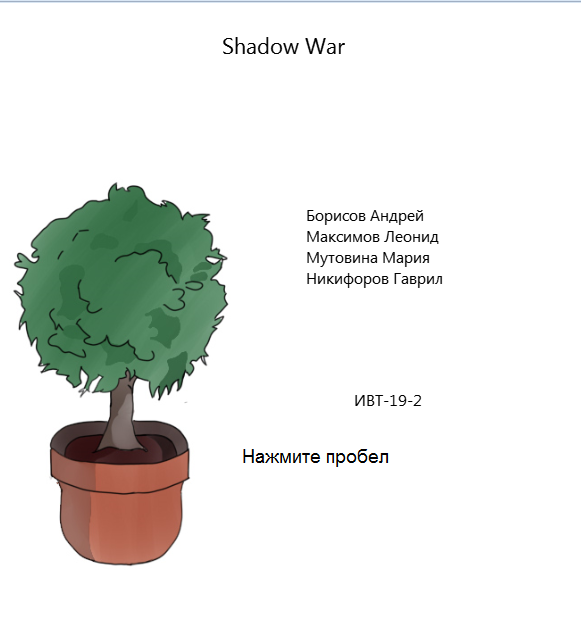 Shadow War
Борисов Андрей
Максимов Леонид
Мутовина Мария
Никифоров Гаврил
ИВТ-19-2
Нажмите пробел